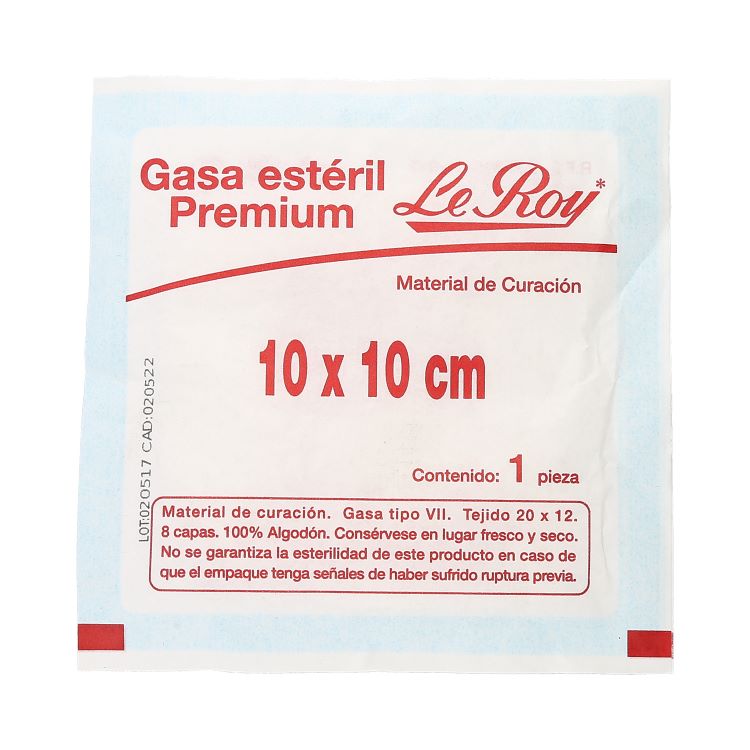 Gasa estéril
Premium
Le Roy*
Material de Curación
10 x 10 cm
LOT:020517 CAD:020522
Contenido: 1 pieza
Material de curación. Gasa tipo VII. Tejido 20 x 12.
8 capas. 100% Algodón. Consérvese en lugar fresco y seco.
No se garantiza la esterilidad de este producto en caso de
que el empaque tenga señales de haber sufrido ruptura previa.